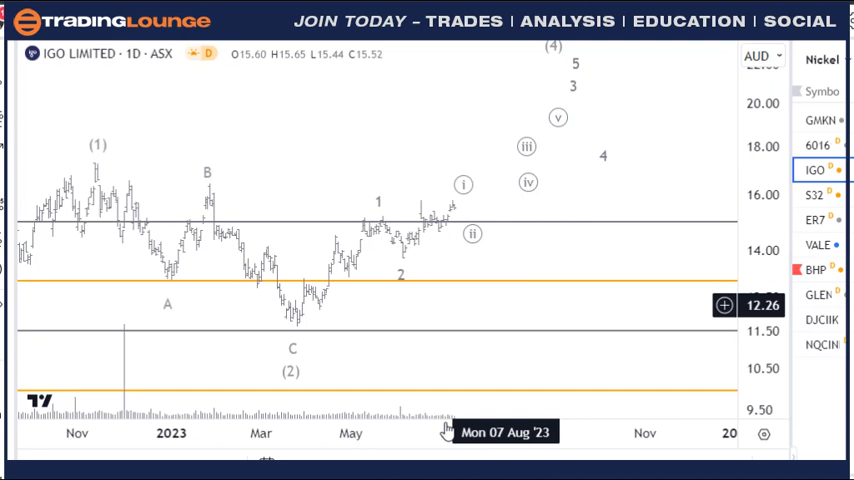 TRADINGLOUNGE
JOIN TODAY - TRADES | ANALYSIS | EDUCATION | SOCIAL
IGO LIMITED · 1D · ASX
D
O15.60 H15.65 L15.44 C15.52
AUD
Nickel
Symbo
GMKN
6016 D
IGO D
S32 D
ER7 D
VALE
BHP D
GLEN D
DJCIIK
NQCIN
22.00
20.00
18.00
16.00
14.00
12.26
11.50
10.50
9.50
(4)
5
3
v
iii
4
iv
i
ii
(1)
B
1
2
A
C
(2)
Nov
2023
Mar
May
Mon 07 Aug '23
Nov
20